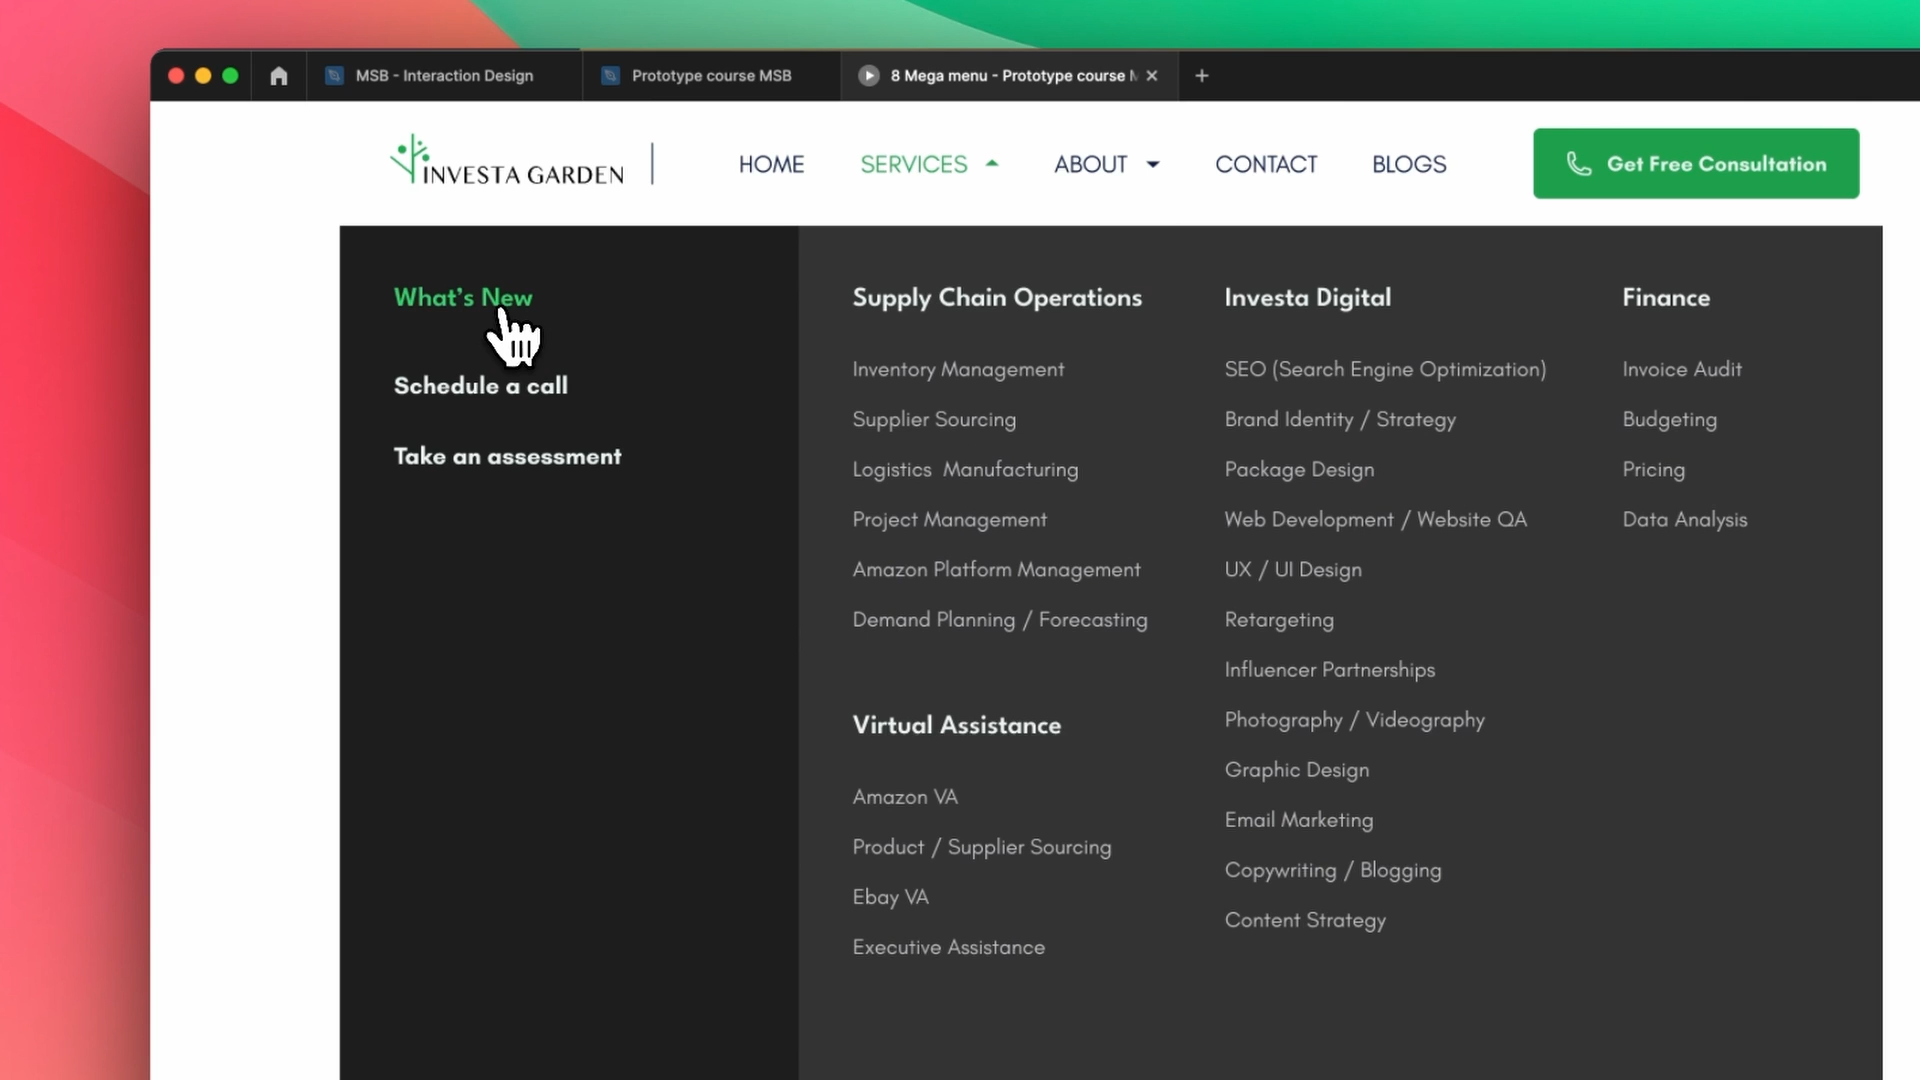 MSB - Interaction Design
Prototype course MSB
8 Mega menu - Prototype course M
INVESTA GARDEN
HOME
SERVICES
ABOUT
CONTACT
BLOGS
Get Free Consultation
What's New
Schedule a call
Take an assessment
Supply Chain Operations
Inventory Management
Supplier Sourcing
Logistics  Manufacturing
Project Management
Amazon Platform Management
Demand Planning / Forecasting
Virtual Assistance
Amazon VA
Product / Supplier Sourcing
Ebay VA
Executive Assistance
Investa Digital
SEO (Search Engine Optimization)
Brand Identity / Strategy
Package Design
Web Development / Website QA
UX / UI Design
Retargeting
Influencer Partnerships
Photography / Videography
Graphic Design
Email Marketing
Copywriting / Blogging
Content Strategy
Finance
Invoice Audit
Budgeting
Pricing
Data Analysis